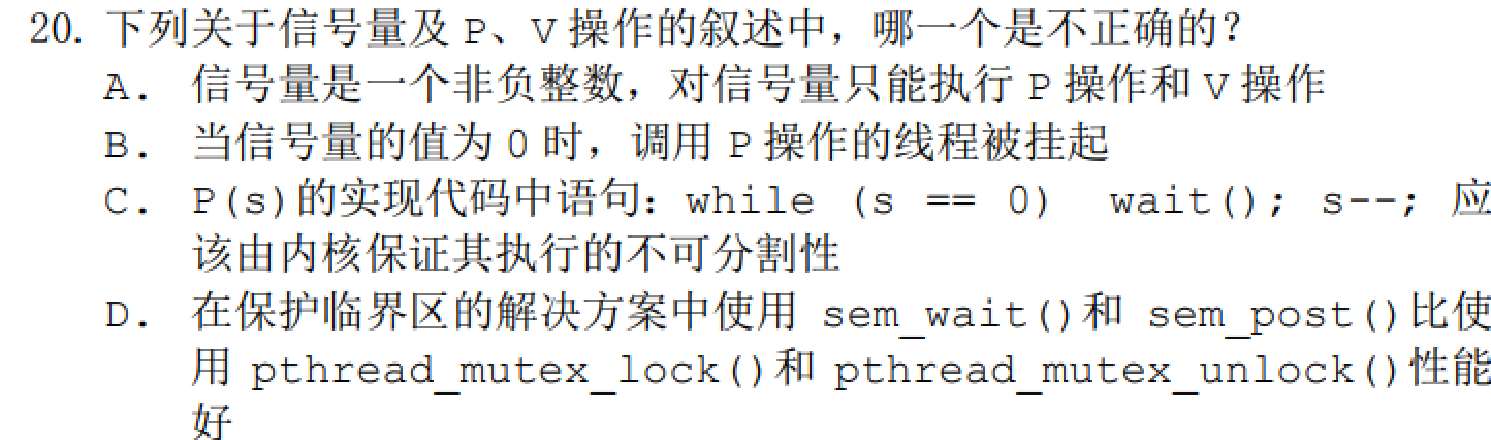 20. 下列关于信号量及 P、V 操作的叙述中，哪一个是不正确的？
A. 信号量是一个非负整数，对信号量只能执行 P 操作和 V 操作
B. 当信号量的值为 0 时，调用 P 操作的线程被挂起
C. P(s)的实现代码中语句：while (s == 0) wait(); s--; 应
该由内核保证其执行的不可分割性
D. 在保护临界区的解决方案中使用 sem_wait()和 sem_post()比使
用 pthread_mutex_lock()和 pthread_mutex_unlock()性能
好